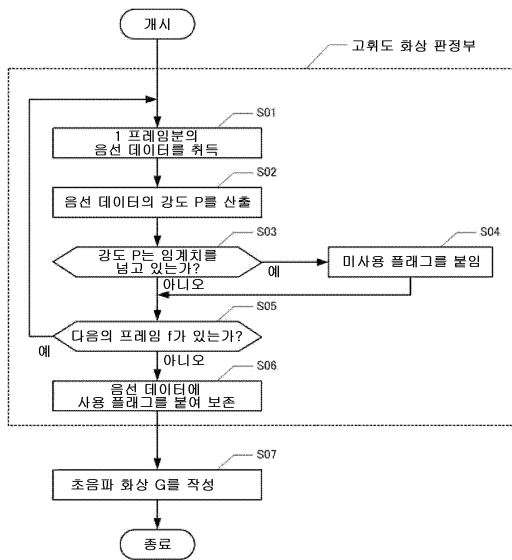 개시
고휘도 화상 판정부
S01
1 프레임분의
음선 데이터를 취득
S02
음선 데이터의 강도 P를 산출
S03
강도 P는 임계치를
넘고 있는가?
예
아니오
S04
미사용 플래그를 붙임
S05
다음의 프레임 f가 있는가?
예
아니오
S06
음선 데이터에
사용 플래그를 붙여 보존
S07
초음파 화상 G를 작성
종료